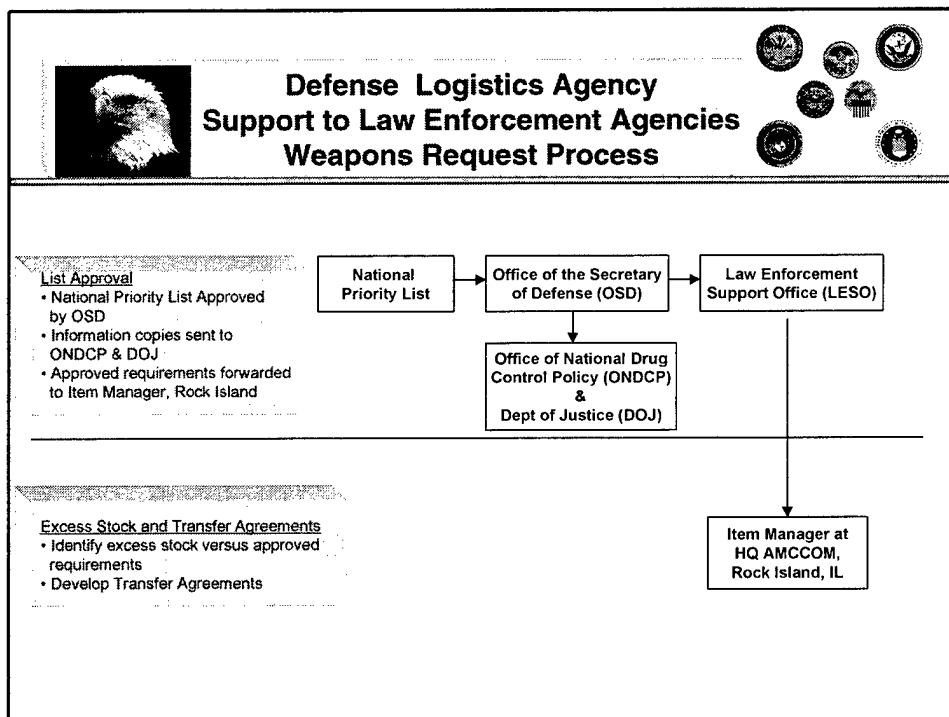 Defense Logistics Agency
Support to Law Enforcement Agencies
Weapons Request Process
List Approval
• National Priority List Approved
by OSD
• Information copies sent to
ONDCP & DOJ
• Approved requirements forwarded
to Item Manager, Rock Island
National
Priority List
Office of the Secretary
of Defense (OSD)
Law Enforcement
Support Office (LESO)
Office of National Drug
Control Policy (ONDCP)
&
Dept of Justice (DOJ)
Excess Stock and Transfer Agreements
• Identify excess stock versus approved
requirements
• Develop Transfer Agreements
Item Manager at
HQ AMCCOM,
Rock Island, IL